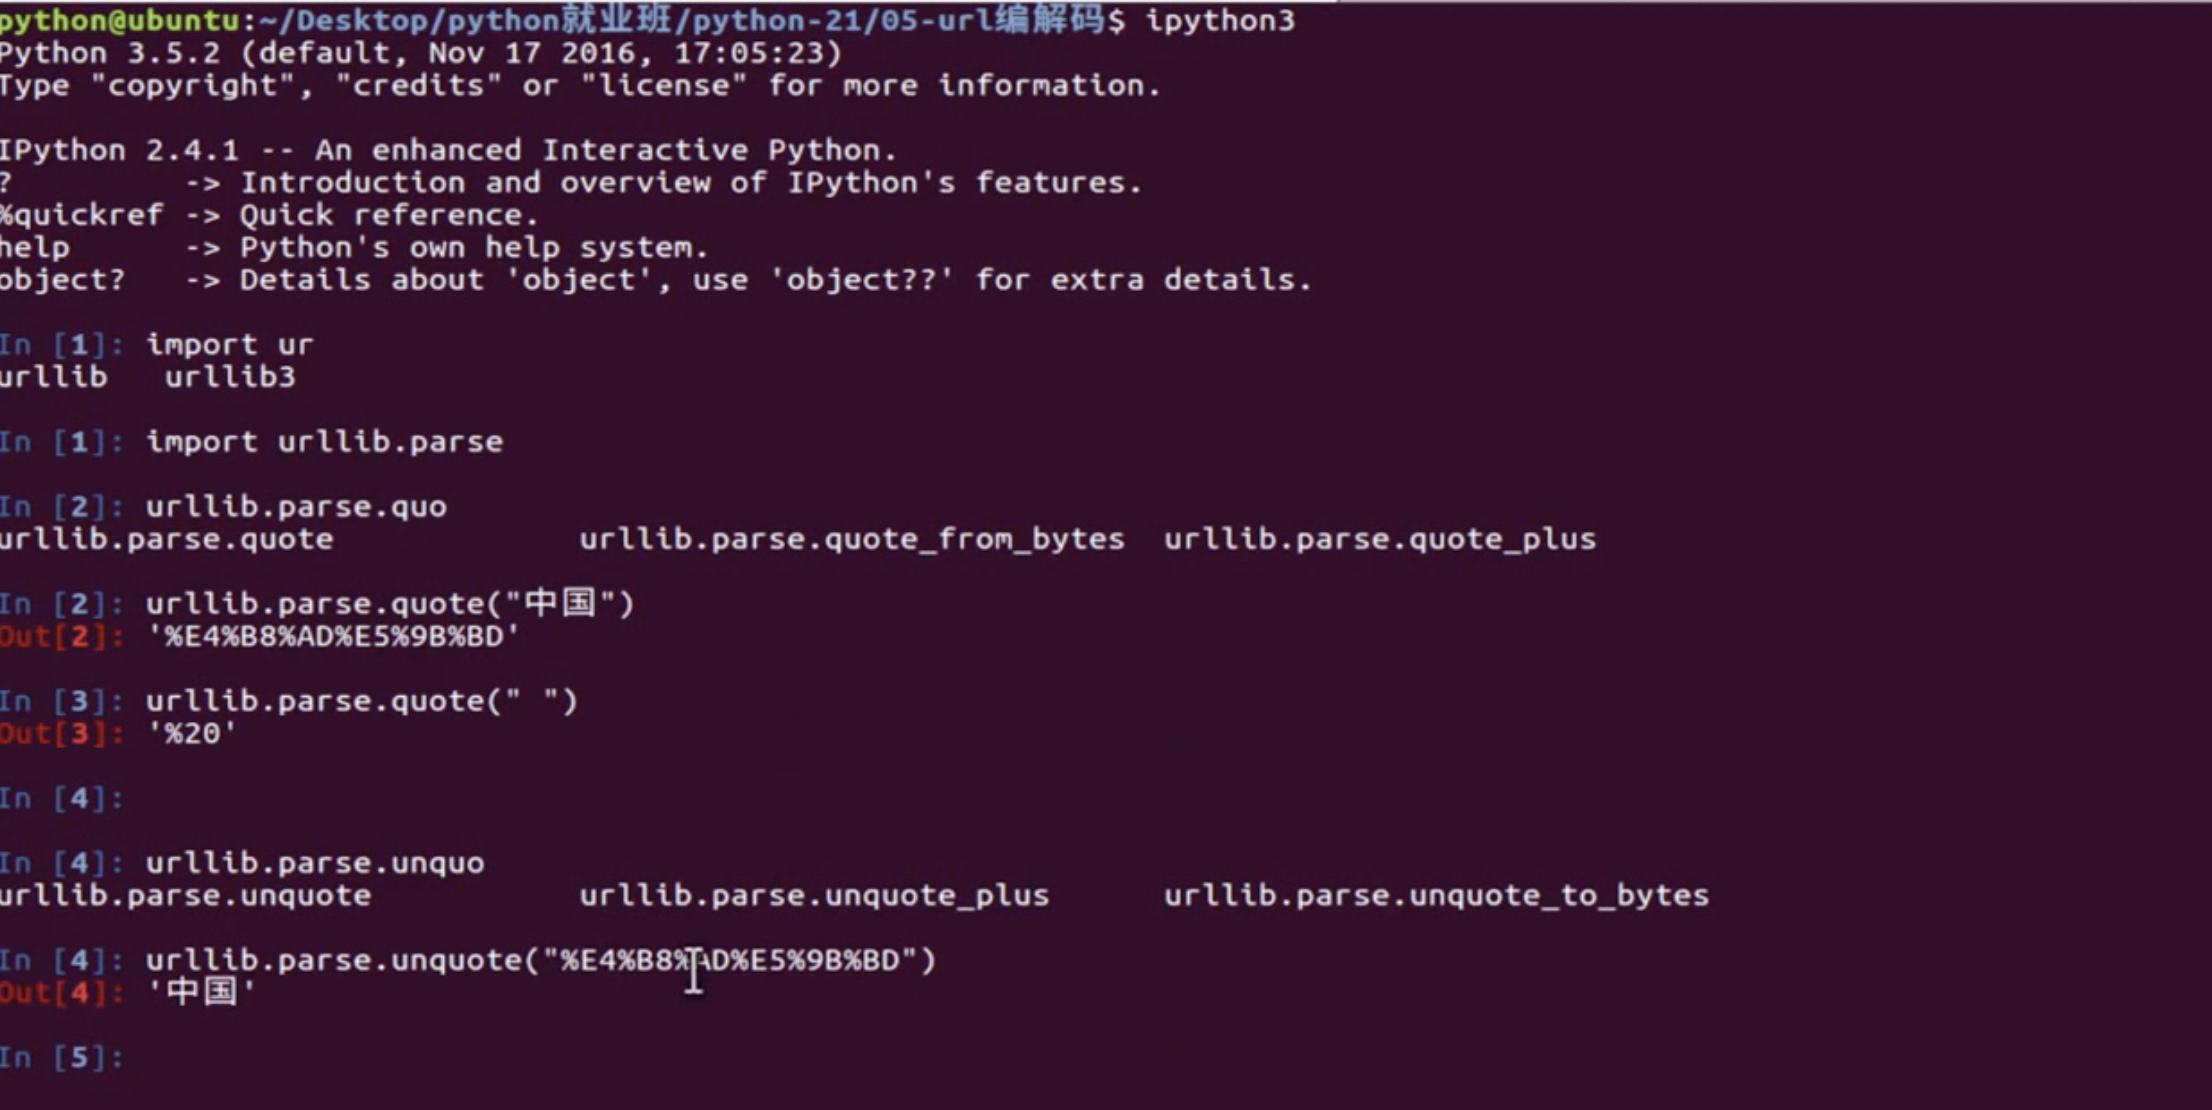 python@ubuntu:~/Desktop/python就业班/python-21/05-url编解码$ ipython3
Python 3.5.2 (default, Nov 17 2016, 17:05:23)
Type "copyright", "credits" or "license" for more information.
IPython 2.4.1 -- An enhanced Interactive Python.
?         -> Introduction and overview of IPython's features.
%quickref -> Quick reference.
help      -> Python's own help system.
object?   -> Details about 'object', use 'object??' for extra details.
In [1]: import ur
urllib   urllib3
In [1]: import urllib.parse
In [2]: urllib.parse.quo
urllib.parse.quote             urllib.parse.quote_from_bytes  urllib.parse.quote_plus
In [2]: urllib.parse.quote("中国")
Out[2]: '%E4%B8%AD%E5%9B%BD'
In [3]: urllib.parse.quote(" ")
Out[3]: '%20'
In [4]:
In [4]: urllib.parse.unquo
urllib.parse.unquote           urllib.parse.unquote_plus      urllib.parse.unquote_to_bytes
In [4]: urllib.parse.unquote("%E4%B8%AD%E5%9B%BD")
Out[4]: '中国'
In [5]: